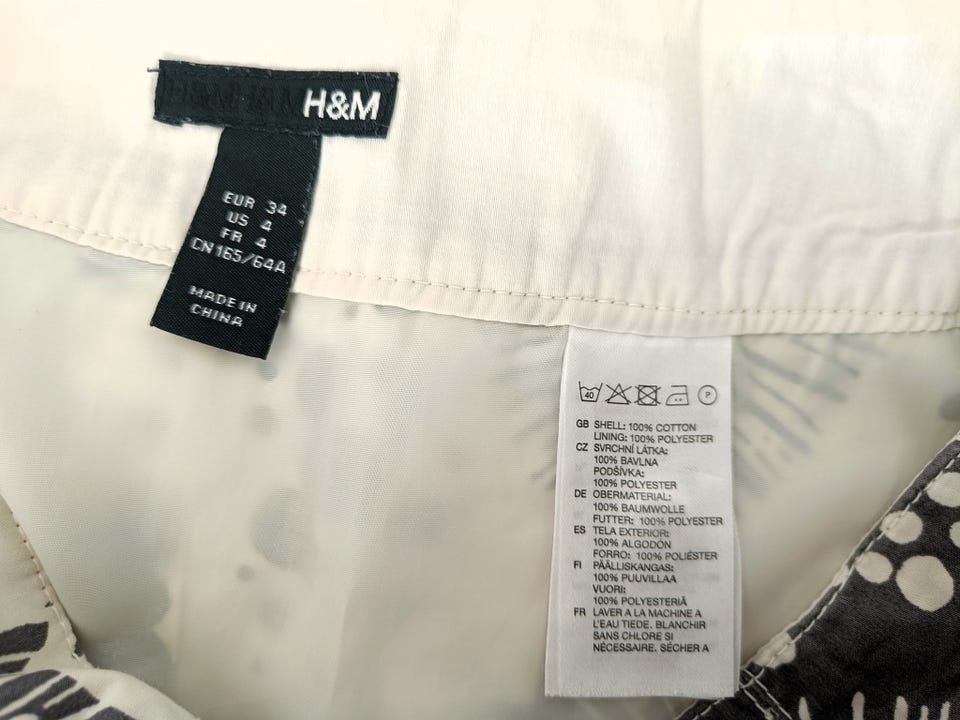 H&M
EUR 34
US 4
FR 4
CN 165/64A
MADE IN
CHINA
40 P
GB SHELL: 100% COTTON
LINING: 100% POLYESTER
CZ SVRCHNÍ LÁTKA:
100% BAVLNA
PODŠÍVKA:
100% POLYESTER
DE OBERMATERIAL:
100% BAUMWOLLE
FUTTER: 100% POLYESTER
ES TELA EXTERIOR:
100% ALGODÓN
FORRO: 100% POLIÉSTER
FI PÄÄLLISKANGAS:
100% PUUVILLAA
VUORI:
100% POLYESTERIÄ
FR LAVER A LA MACHINE A
L'EAU TIEDE. BLANCHIR
SANS CHLORE SI
NÉCESSAIRE. SÉCHER A